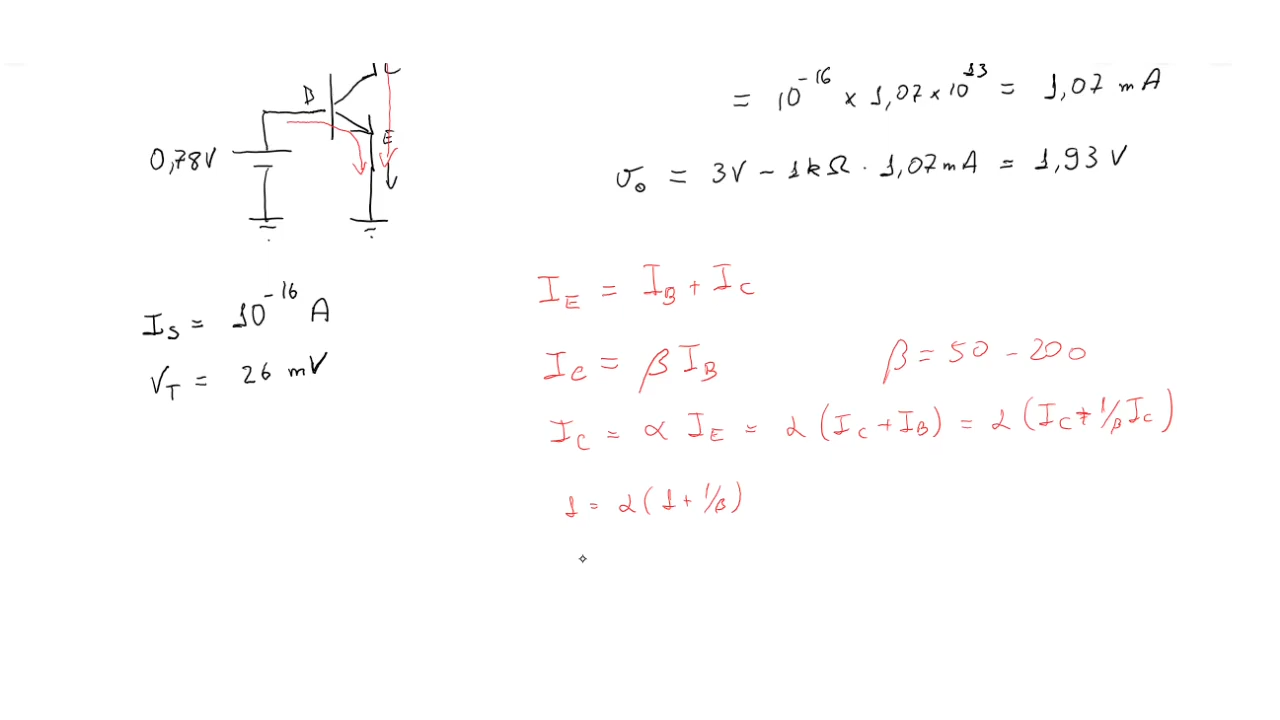 C
B
E
0,78V
= 10^-16 × 1,07 × 10^13 = 1,07 mA
υ₀ = 3V - 1kΩ · 1,07mA = 1,93 V
I_S = 10^-16 A
V_T = 26 mV
I_E = I_B + I_C
I_C = β I_B β = 50 - 200
I_C = α I_E = α (I_C + I_B) = α (I_C + 1/β I_C)
1 = α (1 + 1/β)